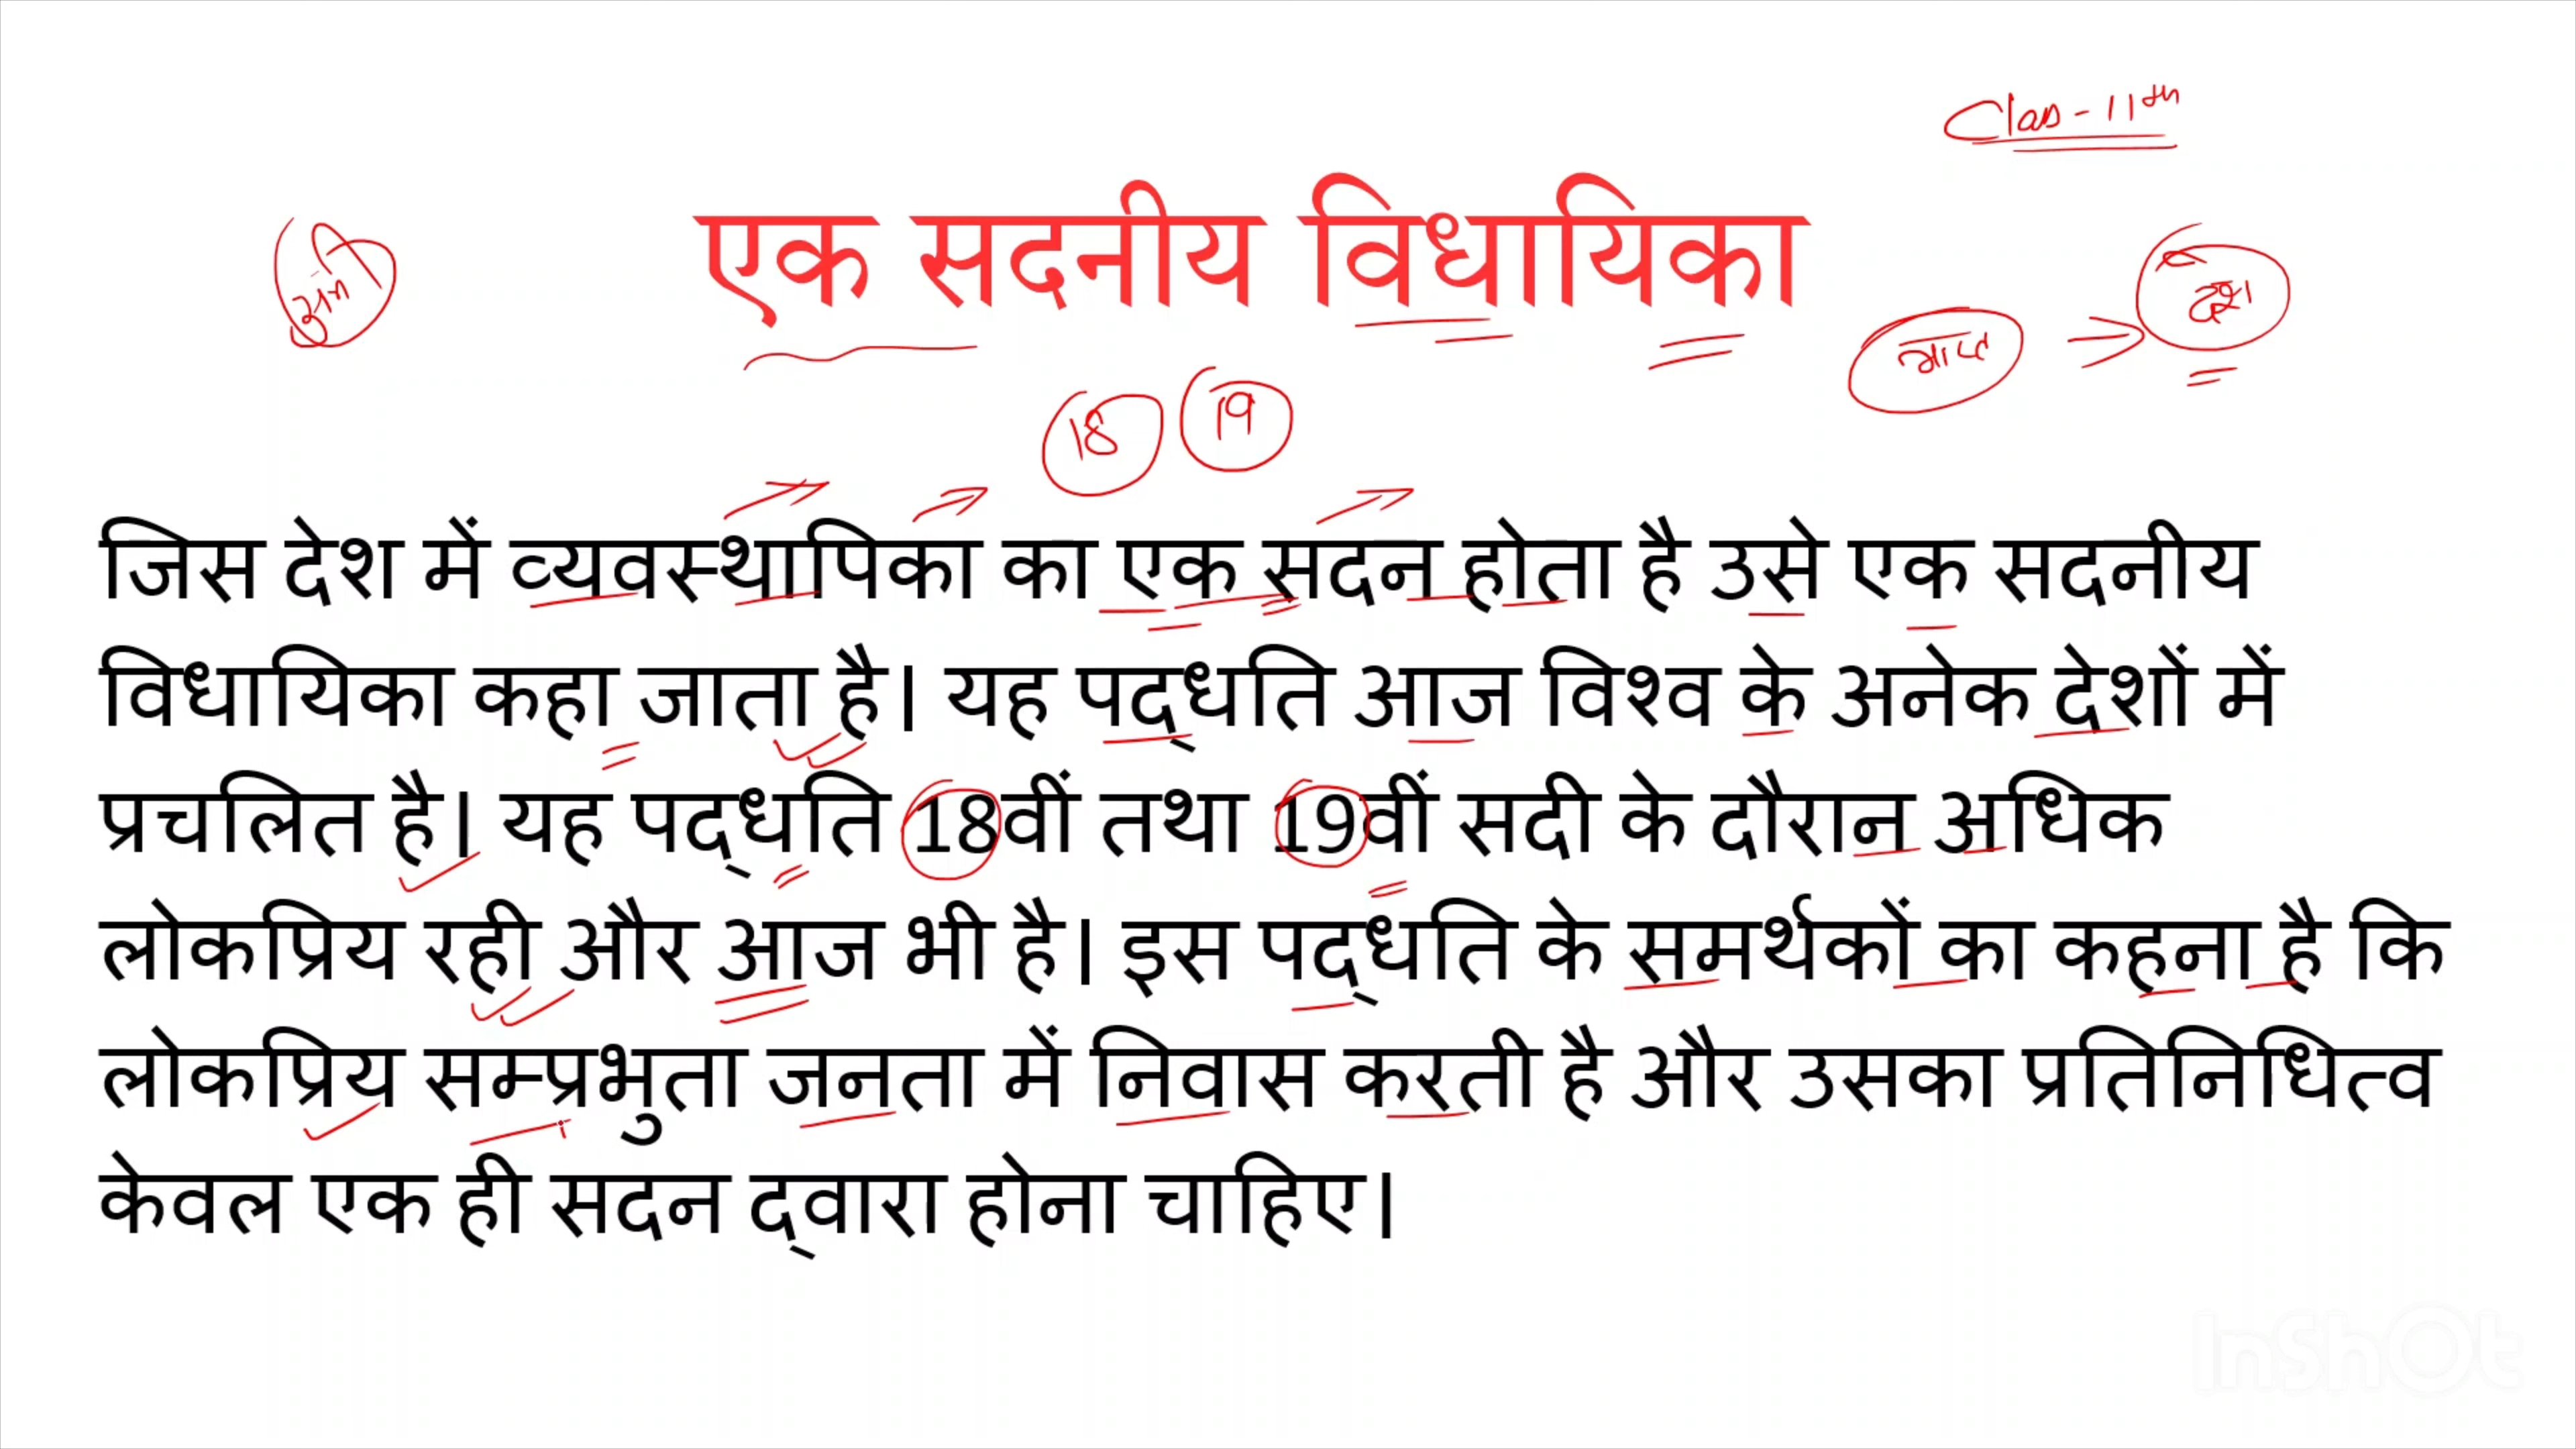 Class - 11th
एक सदनीय विधायिका
देश
18 19
जिस देश में व्यवस्थापिका का एक सदन होता है उसे एक सदनीय
विधायिका कहा जाता है। यह पद्धति आज विश्व के अनेक देशों में
प्रचलित है। यह पद्धति 18वीं तथा 19वीं सदी के दौरान अधिक
लोकप्रिय रही और आज भी है। इस पद्धति के समर्थकों का कहना है कि
लोकप्रिय सम्प्रभुता जनता में निवास करती है और उसका प्रतिनिधित्व
केवल एक ही सदन द्वारा होना चाहिए।
InShOt